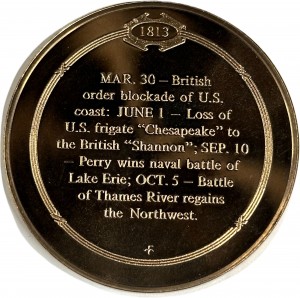 1813
MAR. 30 – British
order blockade of U.S.
coast: JUNE 1 – Loss of
U.S. frigate "Chesapeake" to
the British "Shannon"; SEP. 10
– Perry wins naval battle of
Lake Erie; OCT. 5 – Battle
of Thames River regains
the Northwest.